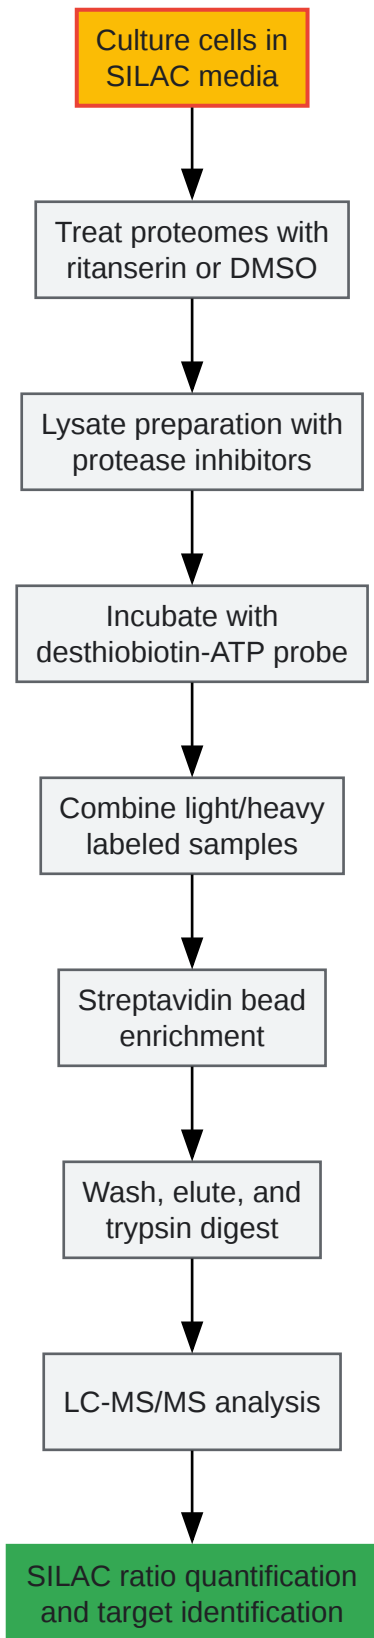 Culture cells in
SILAC media
Treat proteomes with
ritanserin or DMSO
Lysate preparation with
protease inhibitors
Incubate with
desthiobiotin-ATP probe
Combine light/heavy
labeled samples
Streptavidin bead
enrichment
Wash, elute, and
trypsin digest
LC-MS/MS analysis
SILAC ratio quantification
and target identification